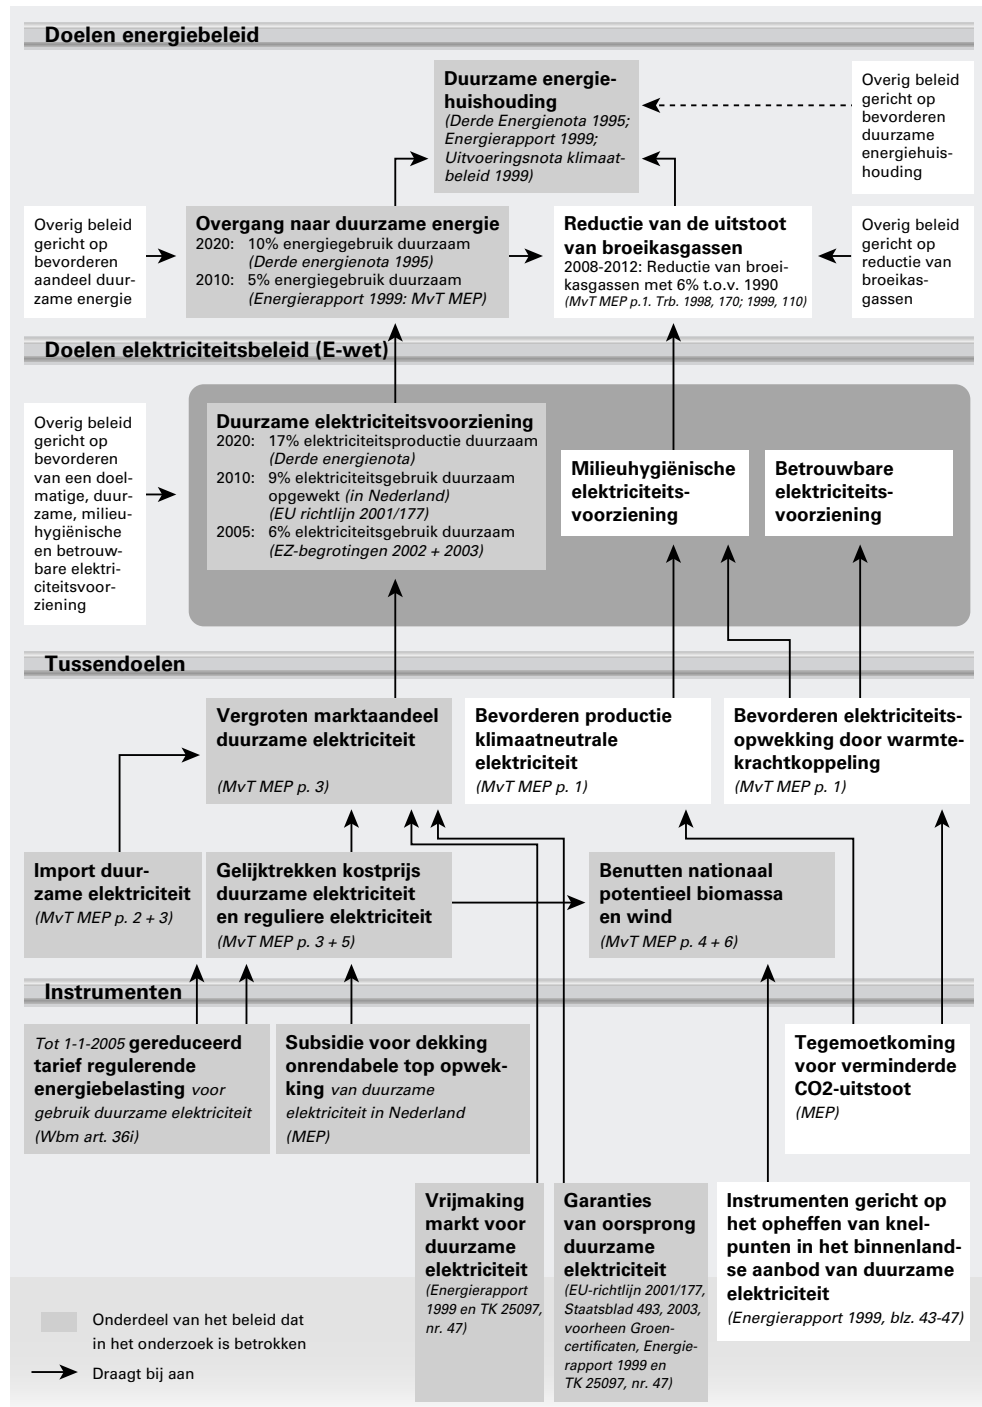 Doelen energiebeleid
Duurzame energie-
huishouding
(Derde Energienota 1995;
Energierapport 1999;
Uitvoeringsnota klimaat-
beleid 1999)
Overig beleid
gericht op
bevorderen
duurzame
energiehuis-
houding
Overig beleid
gericht op
bevorderen
aandeel duur-
zame energie
Overgang naar duurzame energie
2020: 10% energiegebruik duurzaam
(Derde energienota 1995)
2010: 5% energiegebruik duurzaam
(Energierapport 1999: MvT MEP)
Reductie van de uitstoot
van broeikasgassen
2008-2012: Reductie van broei-
kasgassen met 6% t.o.v. 1990
(MvT MEP p.1. Trb. 1998, 170; 1999, 110)
Overig beleid
gericht op
reductie van
broeikas-
gassen
Doelen elektriciteitsbeleid (E-wet)
Overig beleid
gericht op
bevorderen
van een doel-
matige, duur-
zame, milieu-
hygiënische
en betrouw-
bare elektri-
citeitsvoor-
ziening
Duurzame elektriciteitsvoorziening
2020: 17% elektriciteitsproductie duurzaam
(Derde energienota)
2010: 9% elektriciteitsgebruik duurzaam
opgewekt (in Nederland)
(EU richtlijn 2001/177)
2005: 6% elektriciteitsgebruik duurzaam
(EZ-begrotingen 2002 + 2003)
Milieuhygiënische
elektriciteits-
voorziening
Betrouwbare
elektriciteits-
voorziening
Tussendoelen
Vergroten marktaandeel
duurzame elektriciteit
(MvT MEP p. 3)
Bevorderen productie
klimaatneutrale
elektriciteit
(MvT MEP p. 1)
Bevorderen elektriciteits-
opwekking door warmte-
krachtkoppeling
(MvT MEP p. 1)
Import duur-
zame elektriciteit
(MvT MEP p. 2 + 3)
Gelijktrekken kostprijs
duurzame elektriciteit
en reguliere elektriciteit
(MvT MEP p. 3 + 5)
Benutten nationaal
potentieel biomassa
en wind
(MvT MEP p. 4 + 6)
Instrumenten
Tot 1-1-2005 gereduceerd
tarief regulerende
energiebelasting voor
gebruik duurzame elektriciteit
(Wbm art. 36i)
Subsidie voor dekking
onrendabele top opwek-
king van duurzame
elektriciteit in Nederland
(MEP)
Tegemoetkoming
voor verminderde
CO2-uitstoot
(MEP)
Vrijmaking
markt voor
duurzame
elektriciteit
(Energierapport
1999 en TK 25097,
nr. 47)
Garanties
van oorsprong
duurzame
elektriciteit
(EU-richtlijn 2001/177,
Staatsblad 493, 2003,
voorheen Groen-
certificaten, Energie-
rapport 1999 en
TK 25097, nr. 47)
Instrumenten gericht op
het opheffen van knel-
punten in het binnenland-
se aanbod van duurzame
elektriciteit
(Energierapport 1999, blz. 43-47)
Onderdeel van het beleid dat
in het onderzoek is betrokken
Draagt bij aan